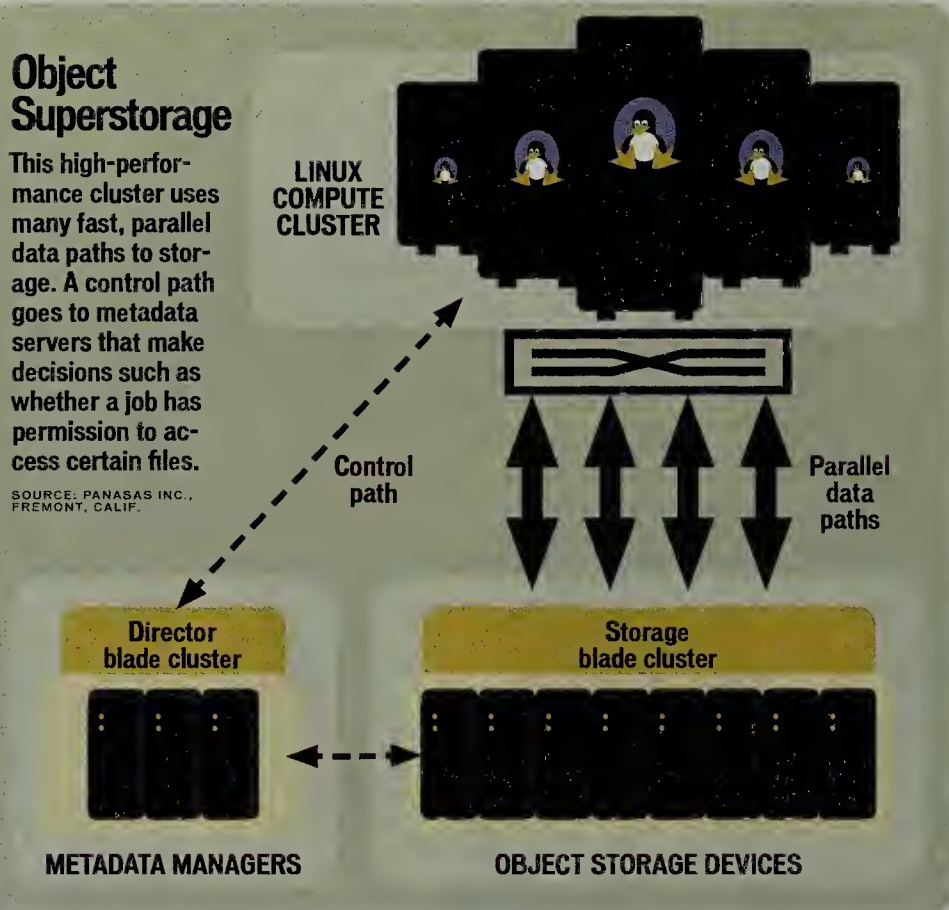 Object
Superstorage
This high-perfor-
mance cluster uses
many fast, parallel
data paths to stor-
age. A control path
goes to metadata
servers that make
decisions such as
whether a job has
permission to ac-
cess certain files.
SOURCE: PANASAS INC.,
FREMONT, CALIF.
LINUX
COMPUTE
CLUSTER
Control
path
Parallel
data
paths
Director
blade cluster
Storage
blade cluster
METADATA MANAGERS
OBJECT STORAGE DEVICES